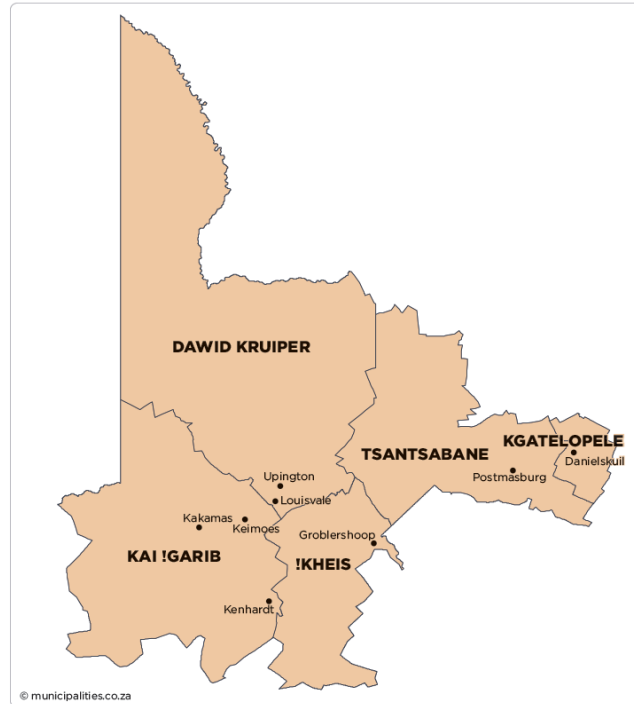 DAWID KRUIPER
KGATELOPELE
TSANTSABANE
Danielskuil
Postmasburg
Upington
Louisvale
Kakamas
Keimoes
Groblershoop
KAI !GARIB
!KHEIS
Kenhardt
© municipalities.co.za